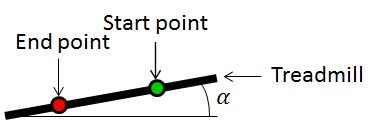 Start point
End point
Treadmill
α